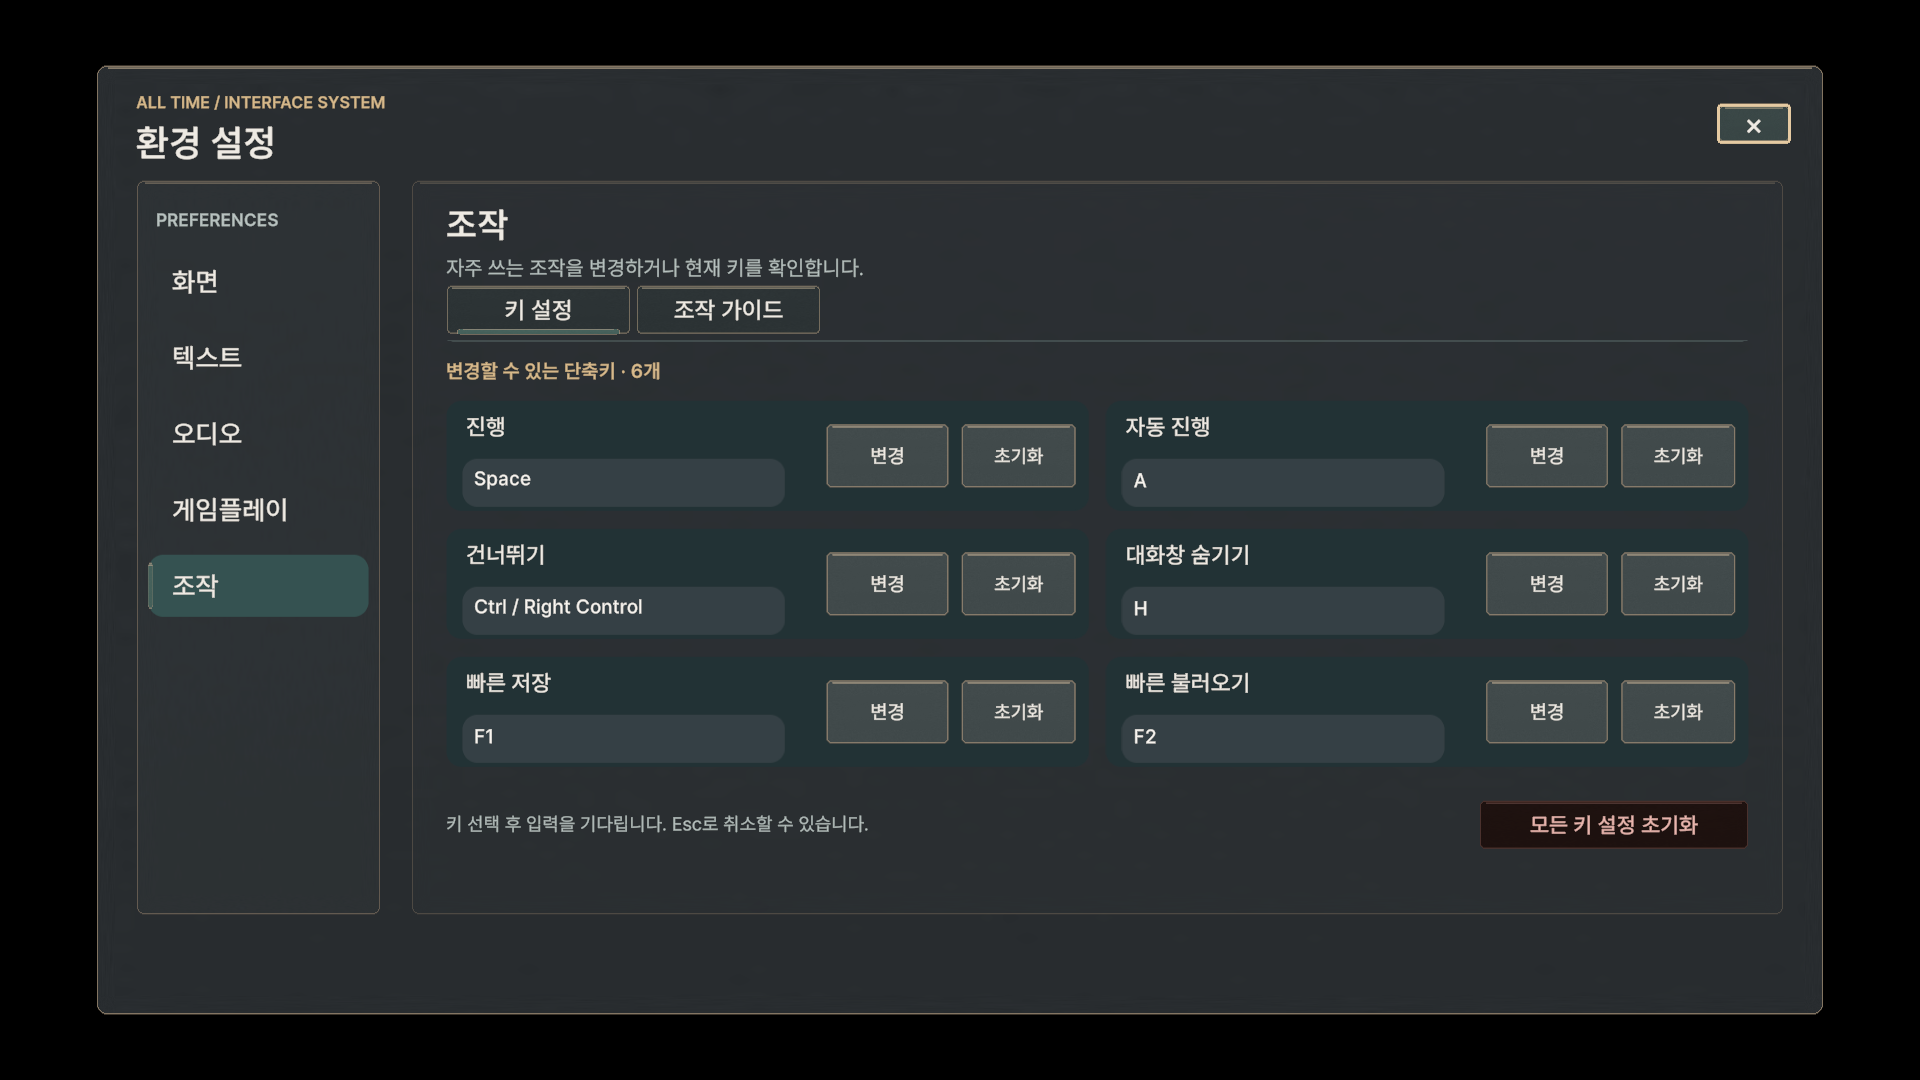 ALL TIME / INTERFACE SYSTEM
환경 설정
×
PREFERENCES
화면
텍스트
오디오
게임플레이
조작
조작
자주 쓰는 조작을 변경하거나 현재 키를 확인합니다.
키 설정
조작 가이드
변경할 수 있는 단축키 · 6개
진행
Space
변경
초기화
자동 진행
A
변경
초기화
건너뛰기
Ctrl / Right Control
변경
초기화
대화창 숨기기
H
변경
초기화
빠른 저장
F1
변경
초기화
빠른 불러오기
F2
변경
초기화
키 선택 후 입력을 기다립니다. Esc로 취소할 수 있습니다.
모든 키 설정 초기화